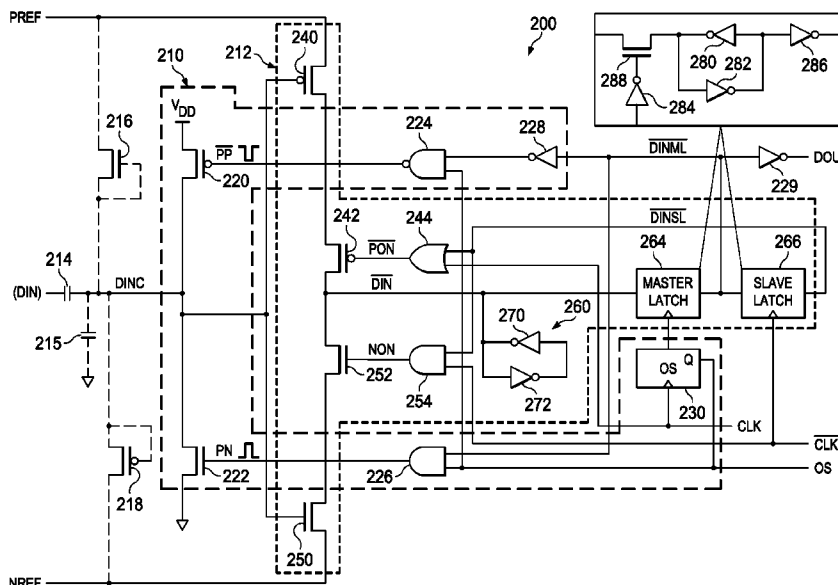 PREF
212
240
200
280
286
210
282
288
284
V DD
216
PP
224
228
DINML
DOU
220
229
242
244
DINSL
264
266
214
PON
(DIN)
DINC
DIN
MASTER LATCH
SLAVE LATCH
215
270
260
NON
252
254
272
OS Q
230
CLK
CLK
PN
OS
218
222
226
250
NREF